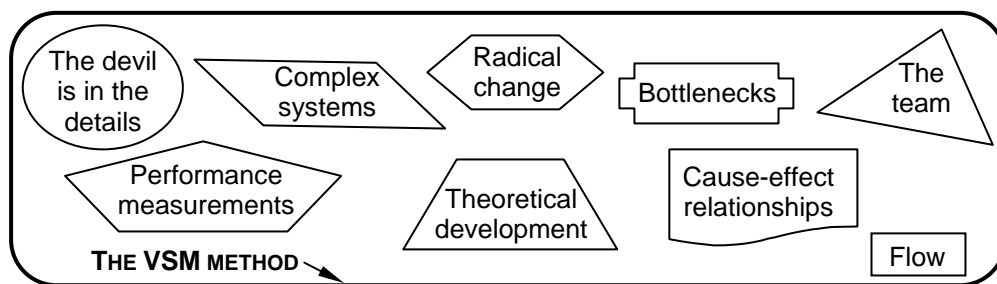 The devil
is in the
details
Complex
systems
Radical
change
Bottlenecks
The
team
Performance
measurements
Theoretical
development
Cause-effect
relationships
Flow
THE VSM METHOD